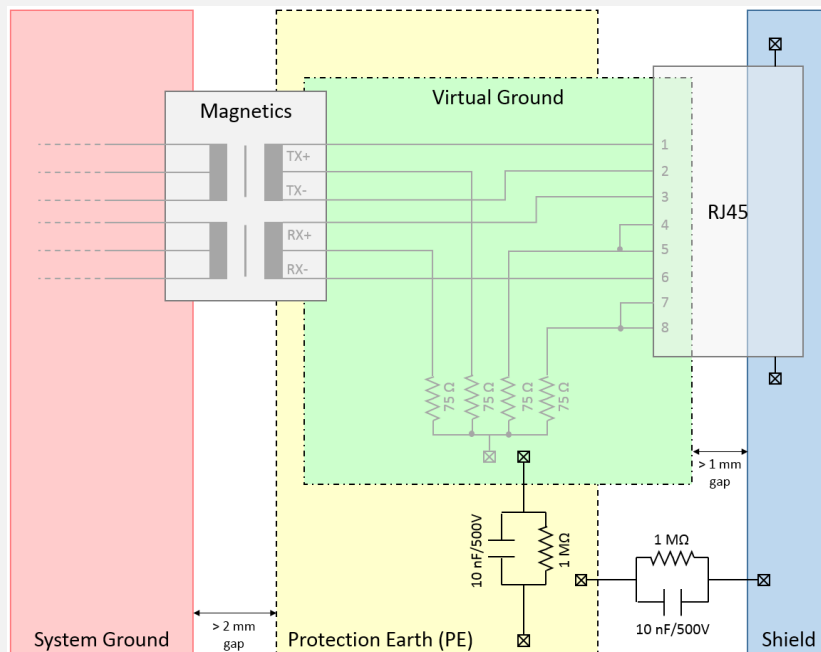 Magnetics
Virtual Ground
TX+
TX-
RX+
RX-
1
2
3
4
5
6
7
8
RJ45
75 Ω
75 Ω
75 Ω
75 Ω
> 1 mm
gap
10 nF/500V
1 MΩ
1 MΩ
10 nF/500V
> 2 mm
gap
System Ground
Protection Earth (PE)
Shield